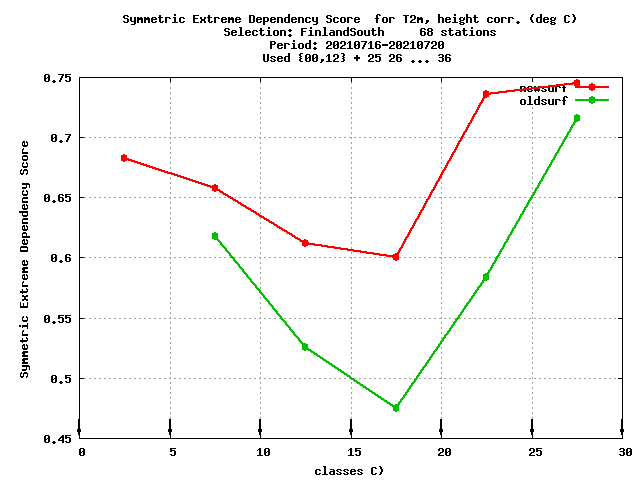 Symmetric Extreme Dependency Score  for T2m, height corr. (deg C)
Selection: FinlandSouth     68 stations
Period: 20210716-20210720
Used {00,12} + 25 26 ... 36
newsurf
oldsurf
Symmetric Extreme Dependency Score
0.75
0.7
0.65
0.6
0.55
0.5
0.45
0 5 10 15 20 25 30
classes C)